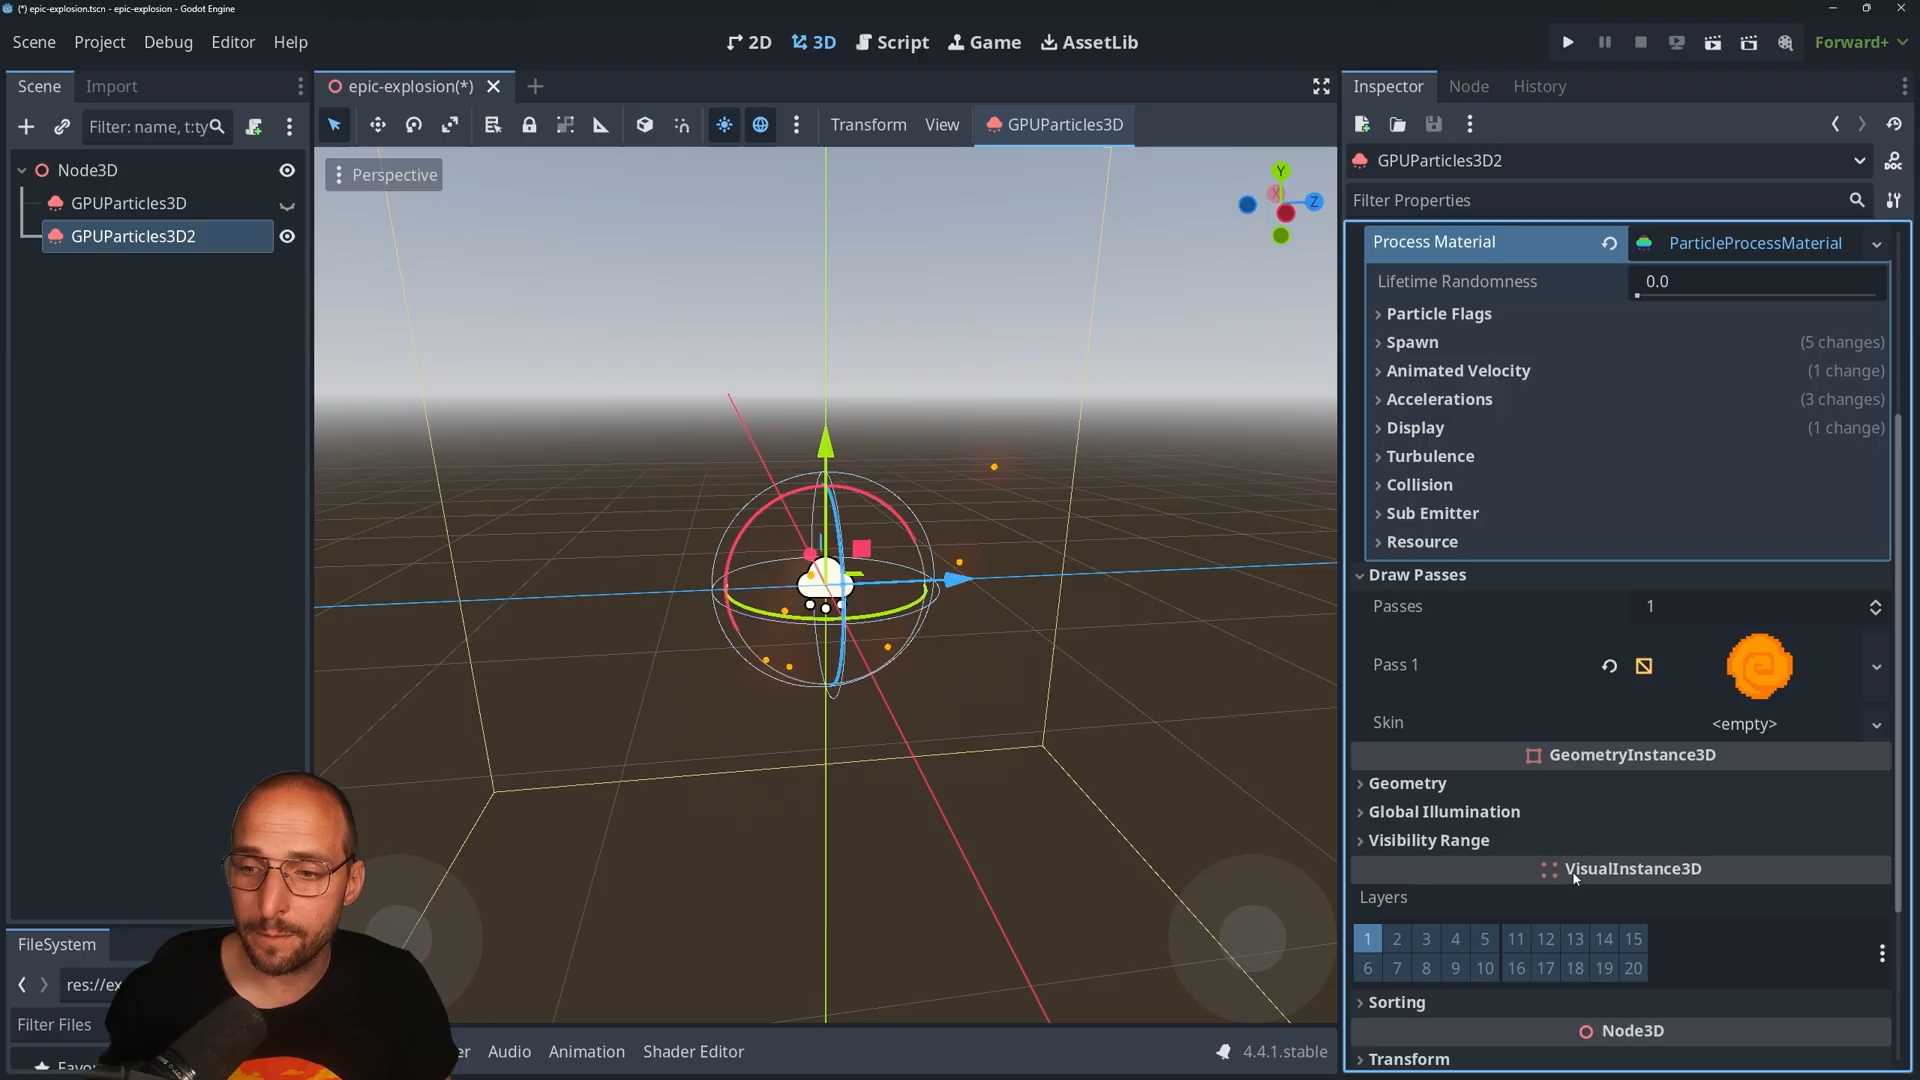 (*) epic-explosion.tscn - epic-explosion - Godot Engine
Scene Project Debug Editor Help
2D 3D Script Game AssetLib
Forward+
Scene Import
epic-explosion(*)
Inspector Node History
Filter: name, t:ty
Transform View GPUParticles3D
Node3D
GPUParticles3D
GPUParticles3D2
Perspective
Y
X
Z
GPUParticles3D2
Filter Properties
Process Material ParticleProcessMaterial
Lifetime Randomness 0.0
Particle Flags
Spawn (5 changes)
Animated Velocity (1 change)
Accelerations (3 changes)
Display (1 change)
Turbulence
Collision
Sub Emitter
Resource
Draw Passes
Passes 1
Pass 1
Skin <empty>
GeometryInstance3D
Geometry
Global Illumination
Visibility Range
VisualInstance3D
Layers
1 2 3 4 5 11 12 13 14 15
6 7 8 9 10 16 17 18 19 20
Sorting
Node3D
Transform
FileSystem
res://ex
Filter Files
Favo
er Audio Animation Shader Editor
4.4.1.stable